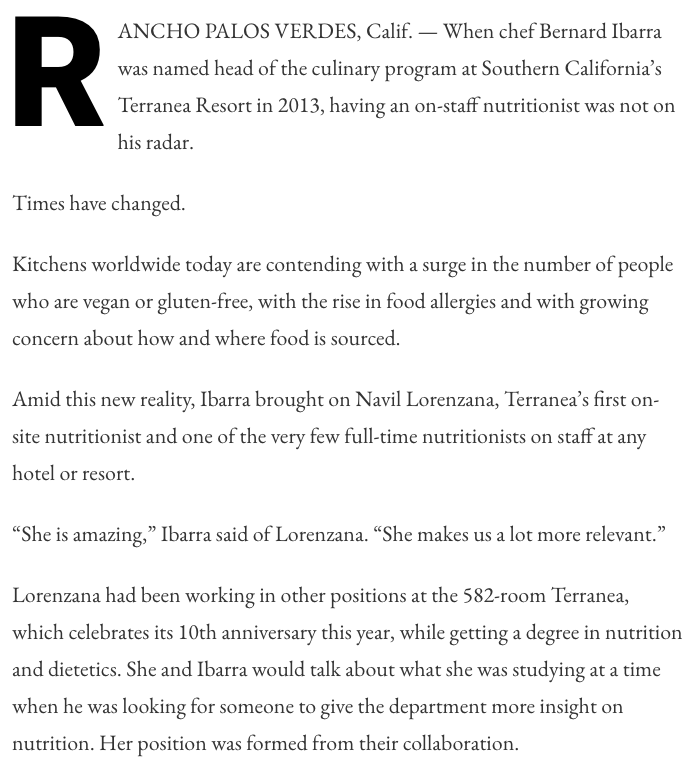 RANCHO PALOS VERDES, Calif. — When chef Bernard Ibarra
was named head of the culinary program at Southern California’s
Terranea Resort in 2013, having an on-staff nutritionist was not on
his radar.
Times have changed.
Kitchens worldwide today are contending with a surge in the number of people
who are vegan or gluten-free, with the rise in food allergies and with growing
concern about how and where food is sourced.
Amid this new reality, Ibarra brought on Navil Lorenzana, Terranea’s first on-
site nutritionist and one of the very few full-time nutritionists on staff at any
hotel or resort.
“She is amazing,” Ibarra said of Lorenzana. “She makes us a lot more relevant.”
Lorenzana had been working in other positions at the 582-room Terranea,
which celebrates its 10th anniversary this year, while getting a degree in nutrition
and dietetics. She and Ibarra would talk about what she was studying at a time
when he was looking for someone to give the department more insight on
nutrition. Her position was formed from their collaboration.